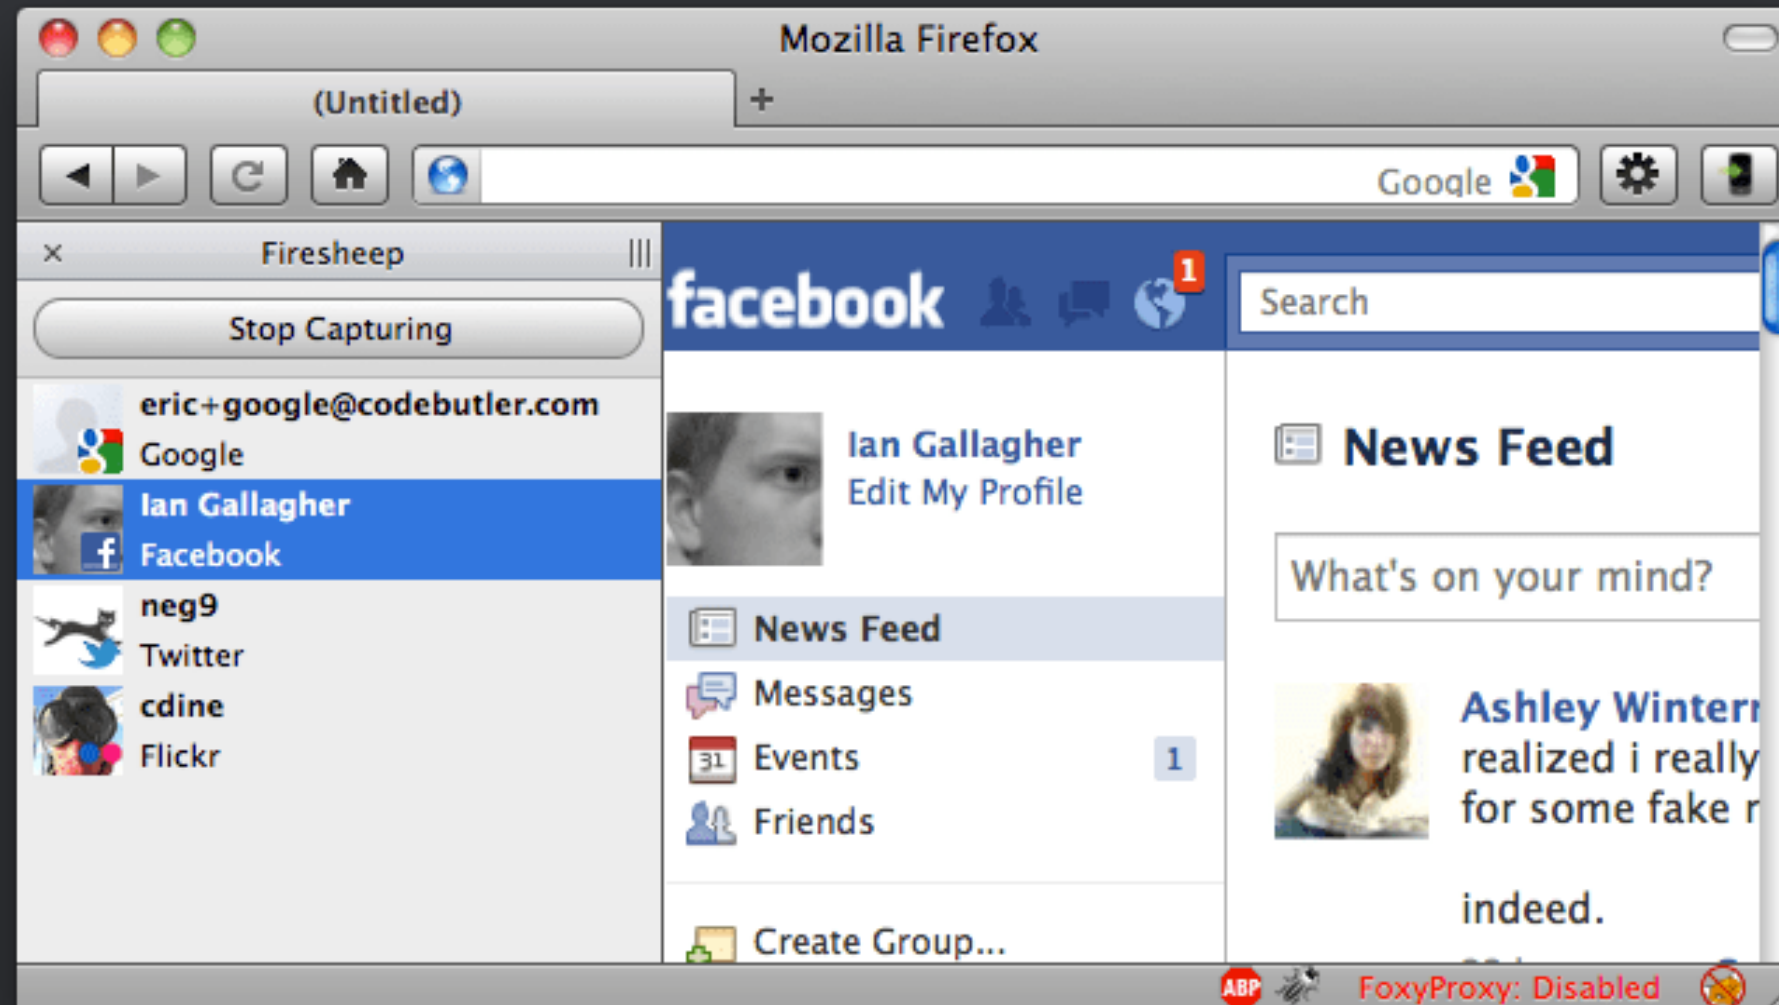 Mozilla Firefox
(Untitled)
Google
Firesheep
Stop Capturing
eric+google@codebutler.com
Google
Ian Gallagher
Facebook
neg9
Twitter
cdine
Flickr
facebook
1
Search
Ian Gallagher
Edit My Profile
News Feed
Messages
31
Events
1
Friends
Create Group...
News Feed
What's on your mind?
Ashley
realized i really
for some fake
indeed.
ABP
FoxyProxy: Disabled